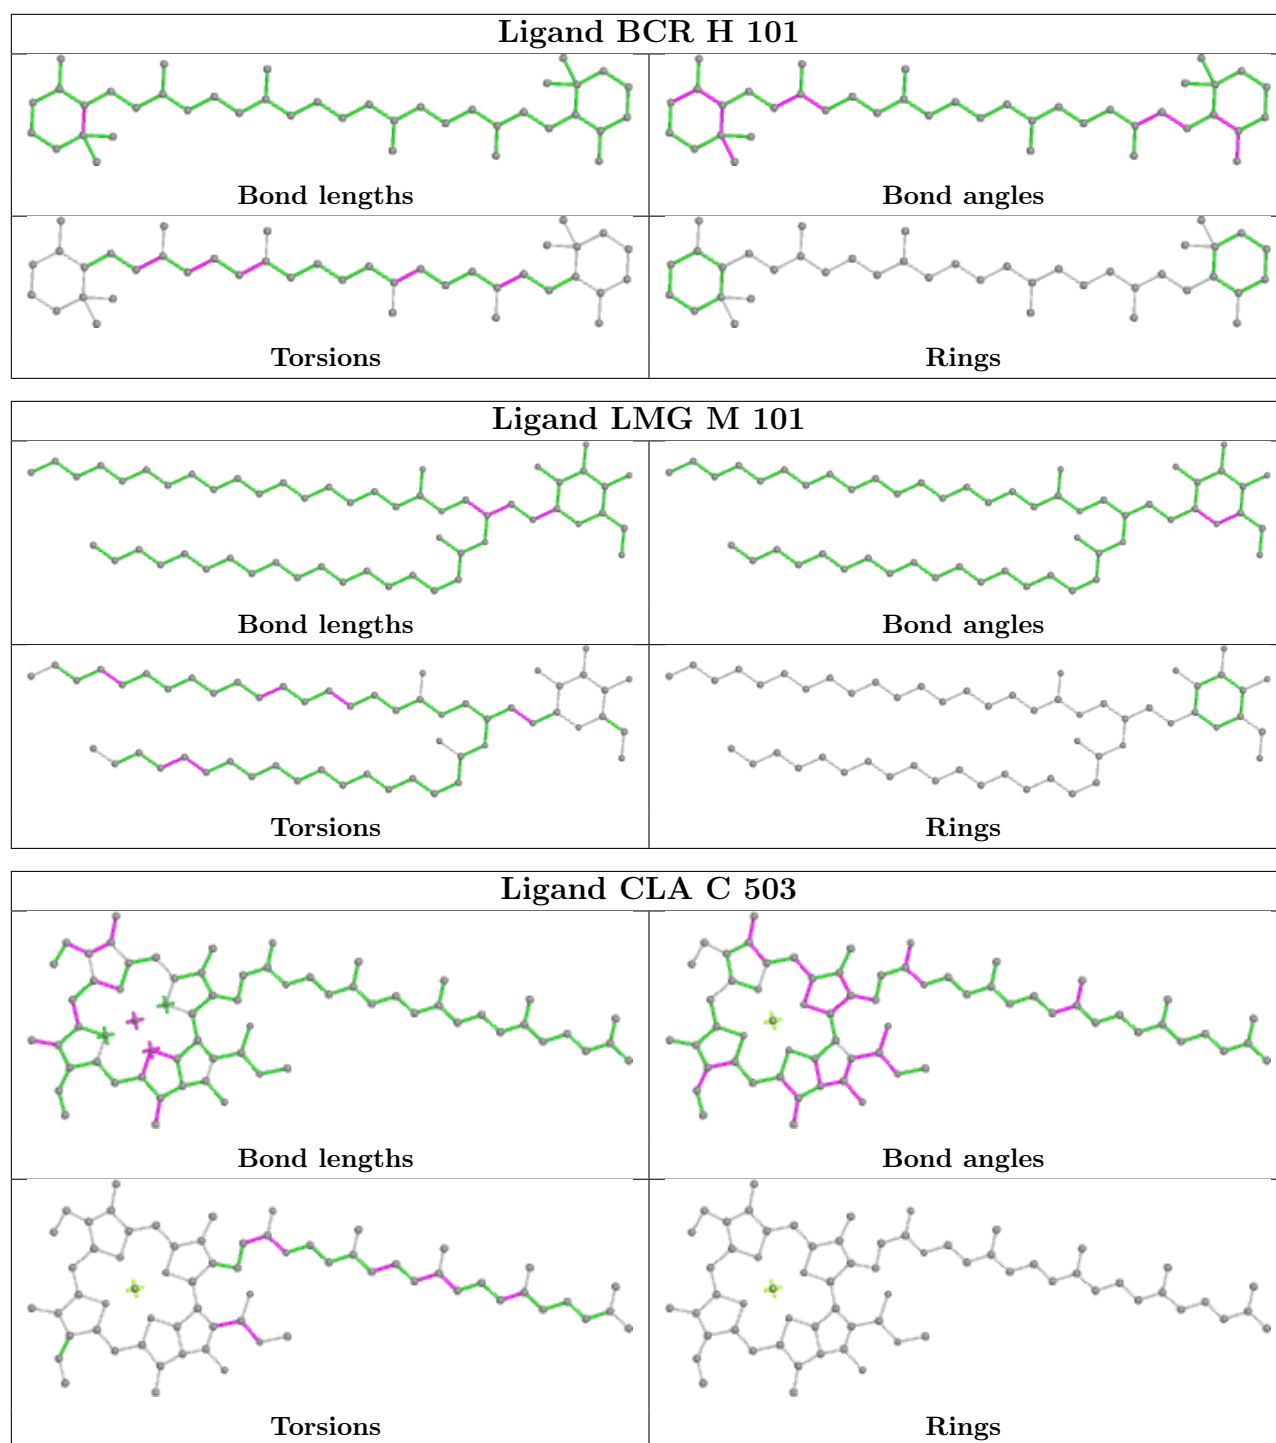 Ligand BCR H 101
Bond lengths
Bond angles
Torsions
Rings
Ligand LMG M 101
Bond lengths
Bond angles
Torsions
Rings
Ligand CLA C 503
Bond lengths
Bond angles
Torsions
Rings